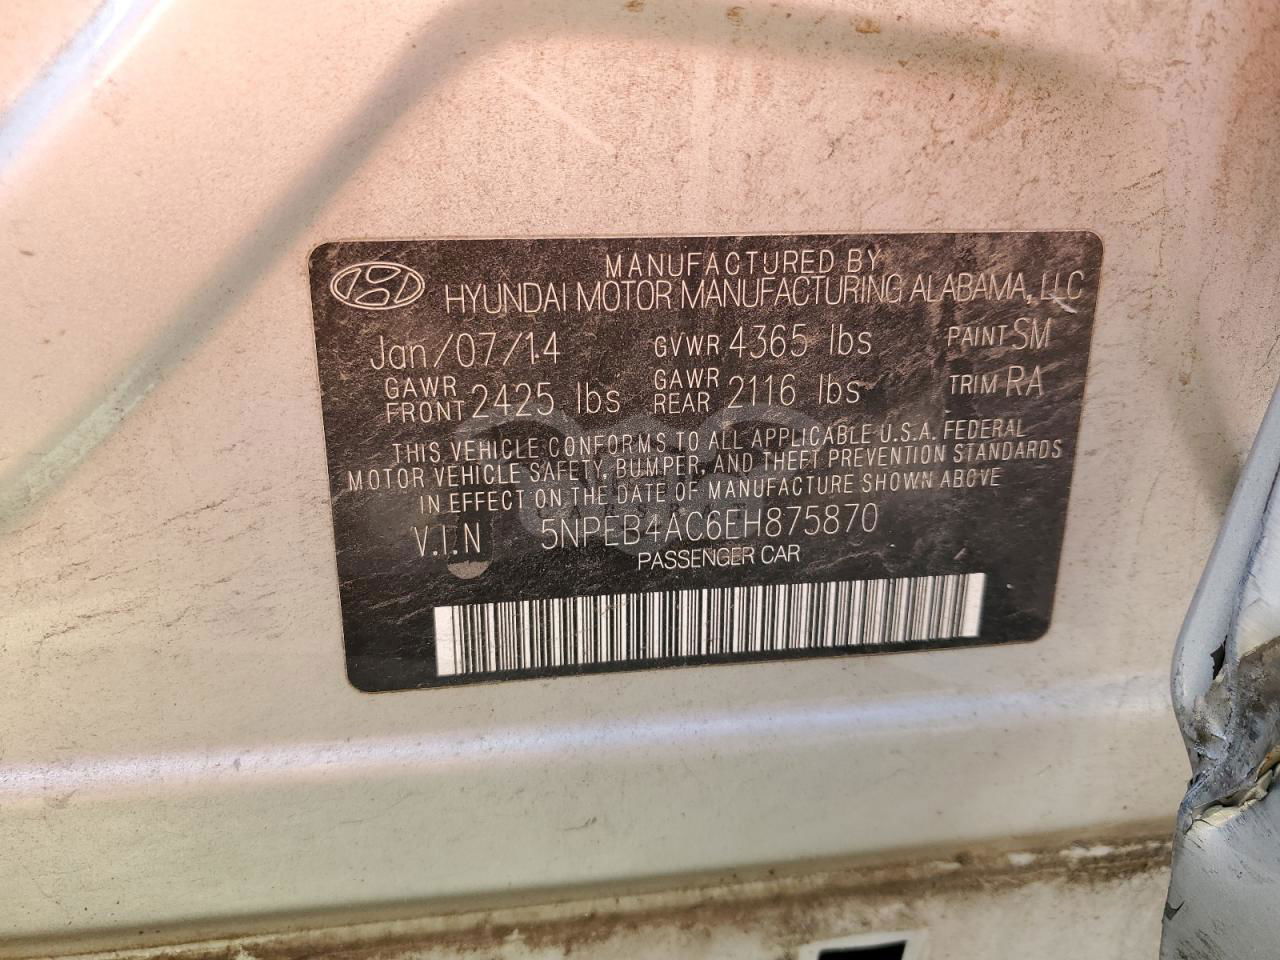 MANUFACTURED BY
HYUNDAI MOTOR MANUFACTURING ALABAMA, LLC
Jan/07/14 GVWR 4365 lbs PAINT SM
GAWR FRONT 2425 lbs GAWR REAR 2116 lbs TRIM RA
THIS VEHICLE CONFORMS TO ALL APPLICABLE U.S.A. FEDERAL
MOTOR VEHICLE SAFETY, BUMPER, AND THEFT PREVENTION STANDARDS
IN EFFECT ON THE DATE OF MANUFACTURE SHOWN ABOVE
V.I.N 5NPEB4AC6EH875870
PASSENGER CAR